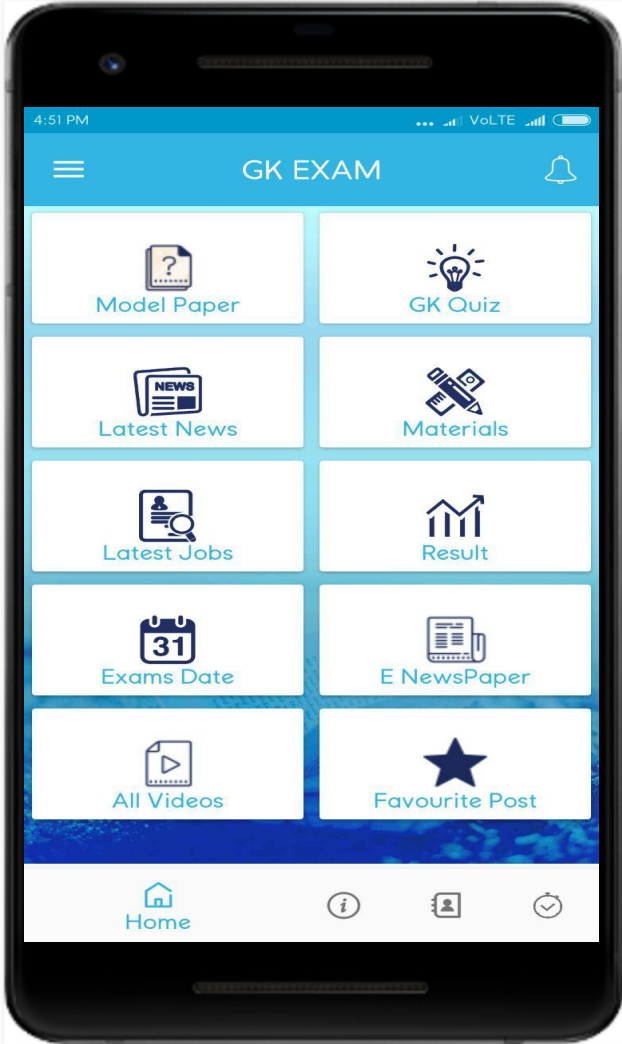 4:51 PM ... VoLTE
GK EXAM
?
Model Paper
GK Quiz
NEWS
Latest News
Materials
Latest Jobs
Result
31
Exams Date
E NewsPaper
All Videos
Favourite Post
i
Home